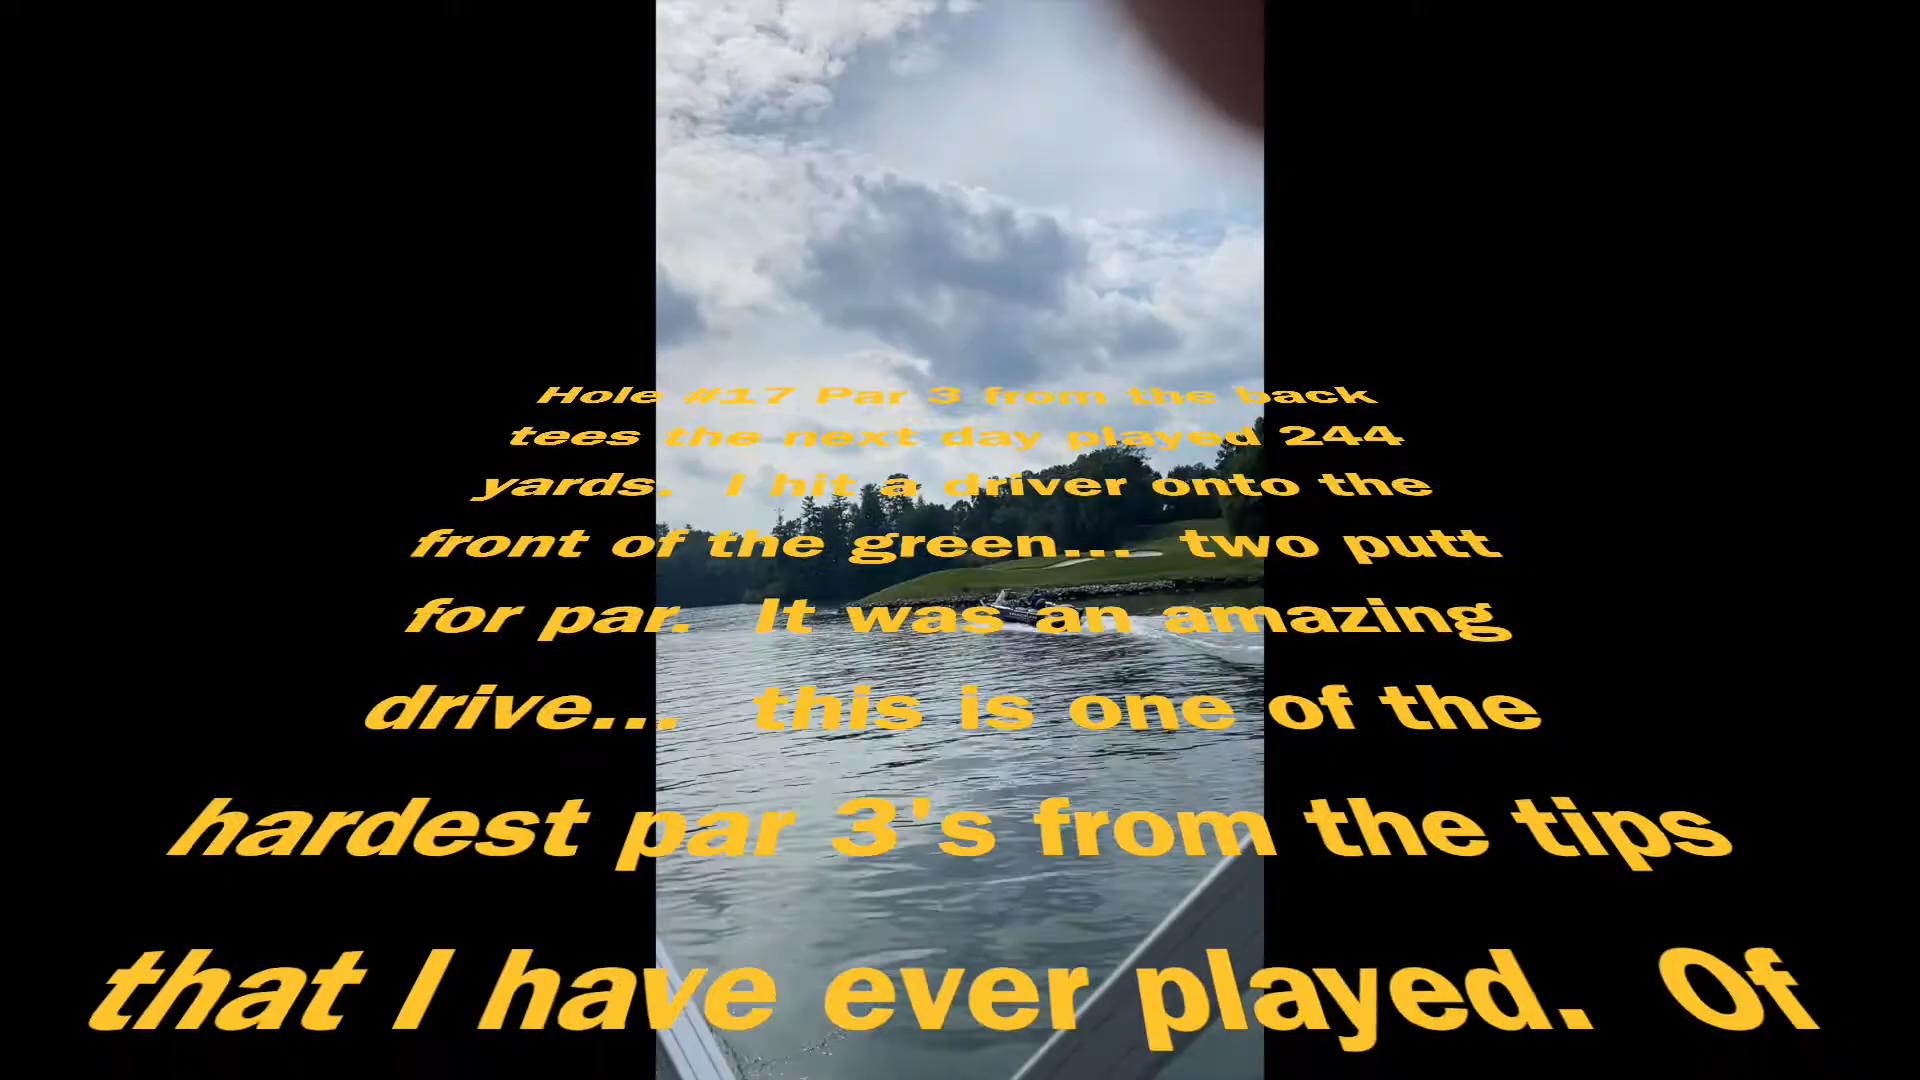 Hole #17 Par 3 from the back
tees the next day played 244
yards.  I hit a driver onto the
front of the green...  two putt
for par.  It was an amazing
drive...  this is one of the
hardest par 3's from the tips
that I have ever played.  Of